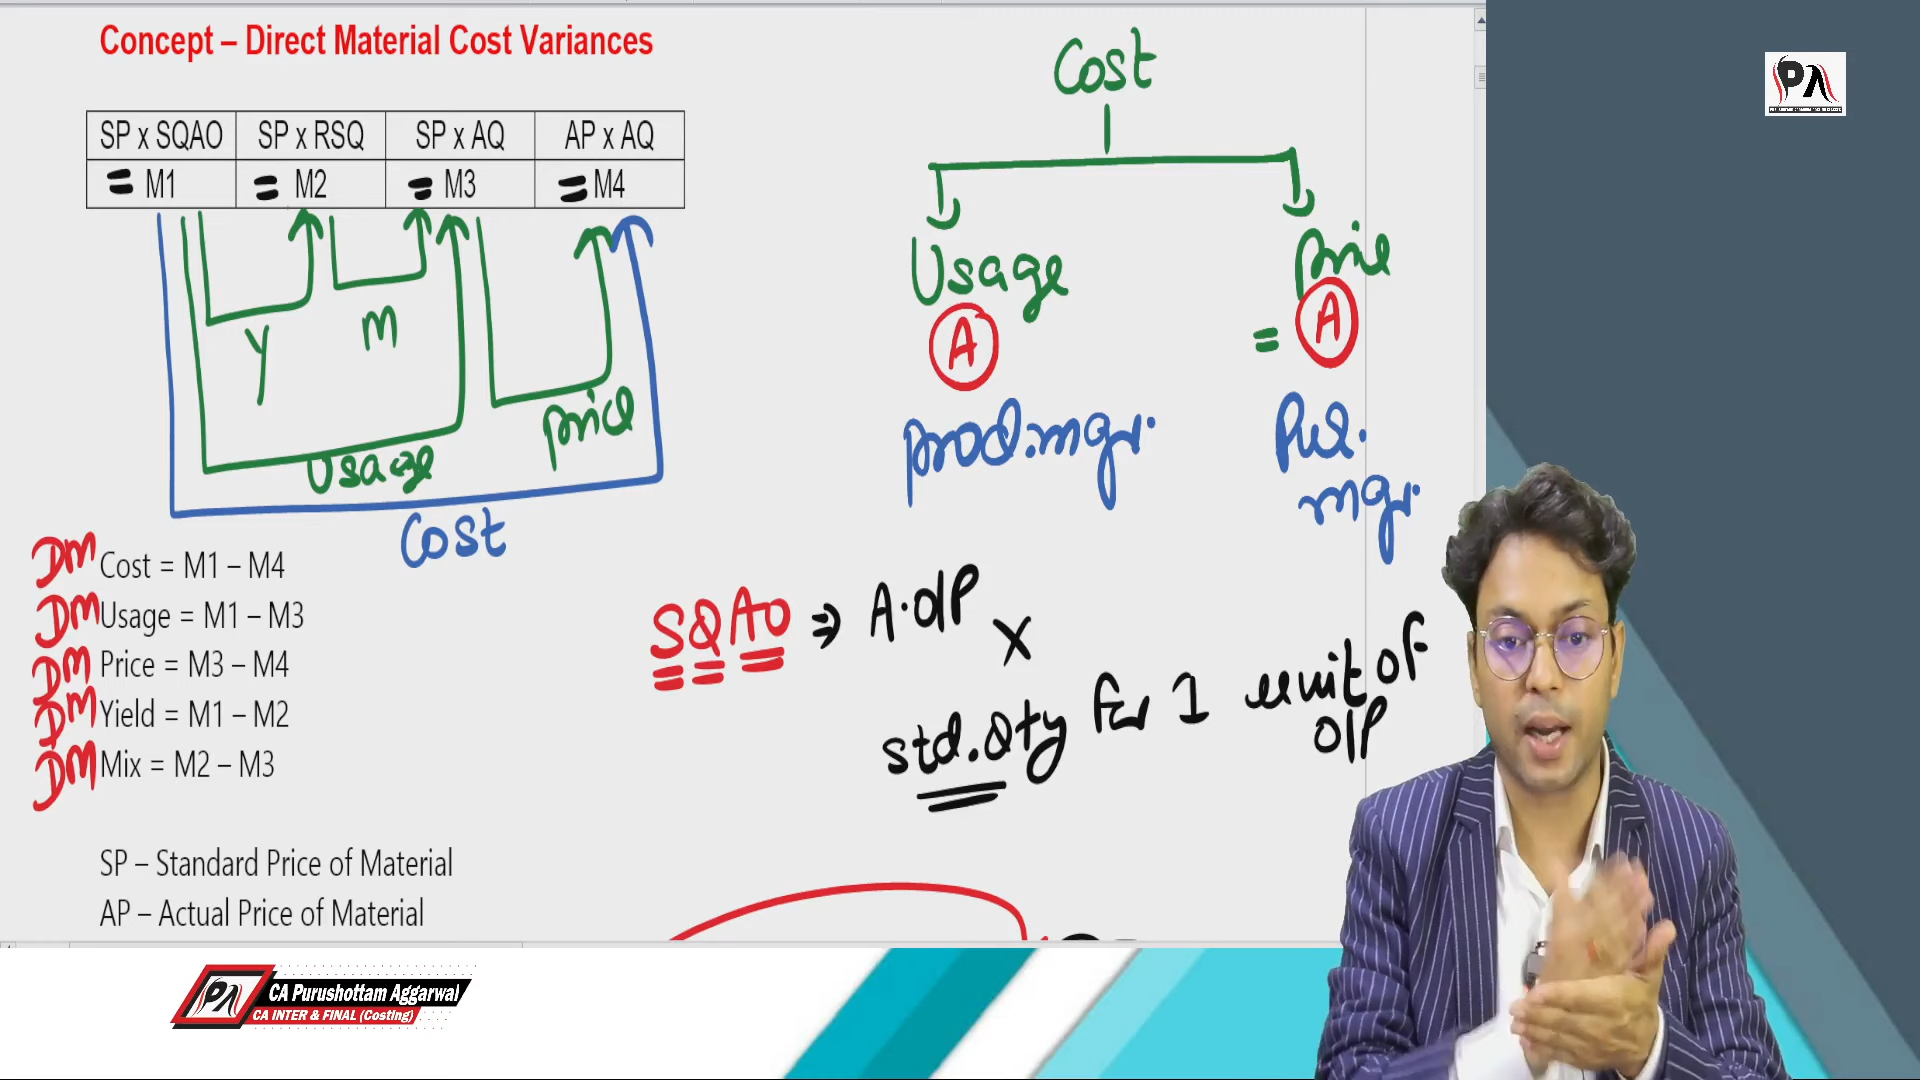 Concept – Direct Material Cost Variances
SP x SQAO SP x RSQ SP x AQ AP x AQ
= M1 = M2 = M3 = M4
Y M
price
Usage
Cost
Cost
Usage price
A = A
prod.mgr. Pur.
mgr.
DM Cost = M1 – M4
DM Usage = M1 – M3
DM Price = M3 – M4
DM Yield = M1 – M2
DM Mix = M2 – M3
SQAO ⇒ A.O/P X
std.Qty for 1 unit of
O/P
SP – Standard Price of Material
AP – Actual Price of Material
PA
PA CA Purushottam Aggarwal
CA INTER & FINAL (Costing)